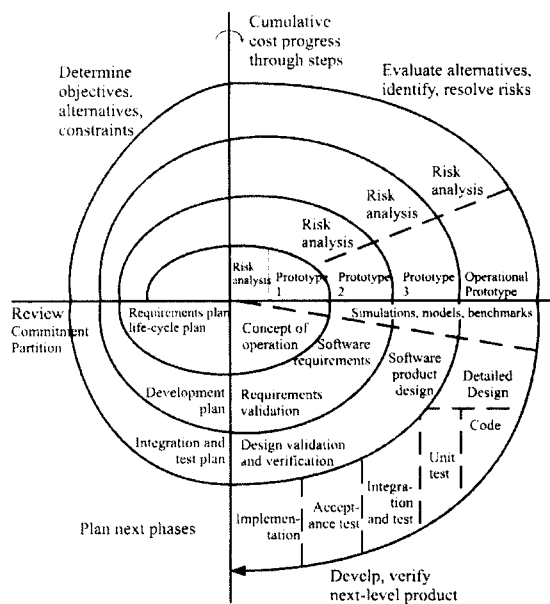 Cumulative
cost progress
through steps
Determine
objectives.
alternatives,
constraints
Evaluate alternatives,
identify, resolve risks
Risk
analysis
Risk
analysis
Risk
analysis
Risk
analysis
Prototype
1
Prototype
2
Prototype
3
Operational
Prototype
Review
Commitment
Partition
Requirements plan
life-cycle plan
Simulations, models, benchmarks
Concept of
operation
Software
requirements
Software
product
design
Detailed
Design
Development
plan
Requirements
validation
Code
Unit
test
Integration and
test plan
Design validation
and verification
Integra-
tion
and test
Accept-
ance test
Implemen-
tation
Plan next phases
Develp, verify
next-level product